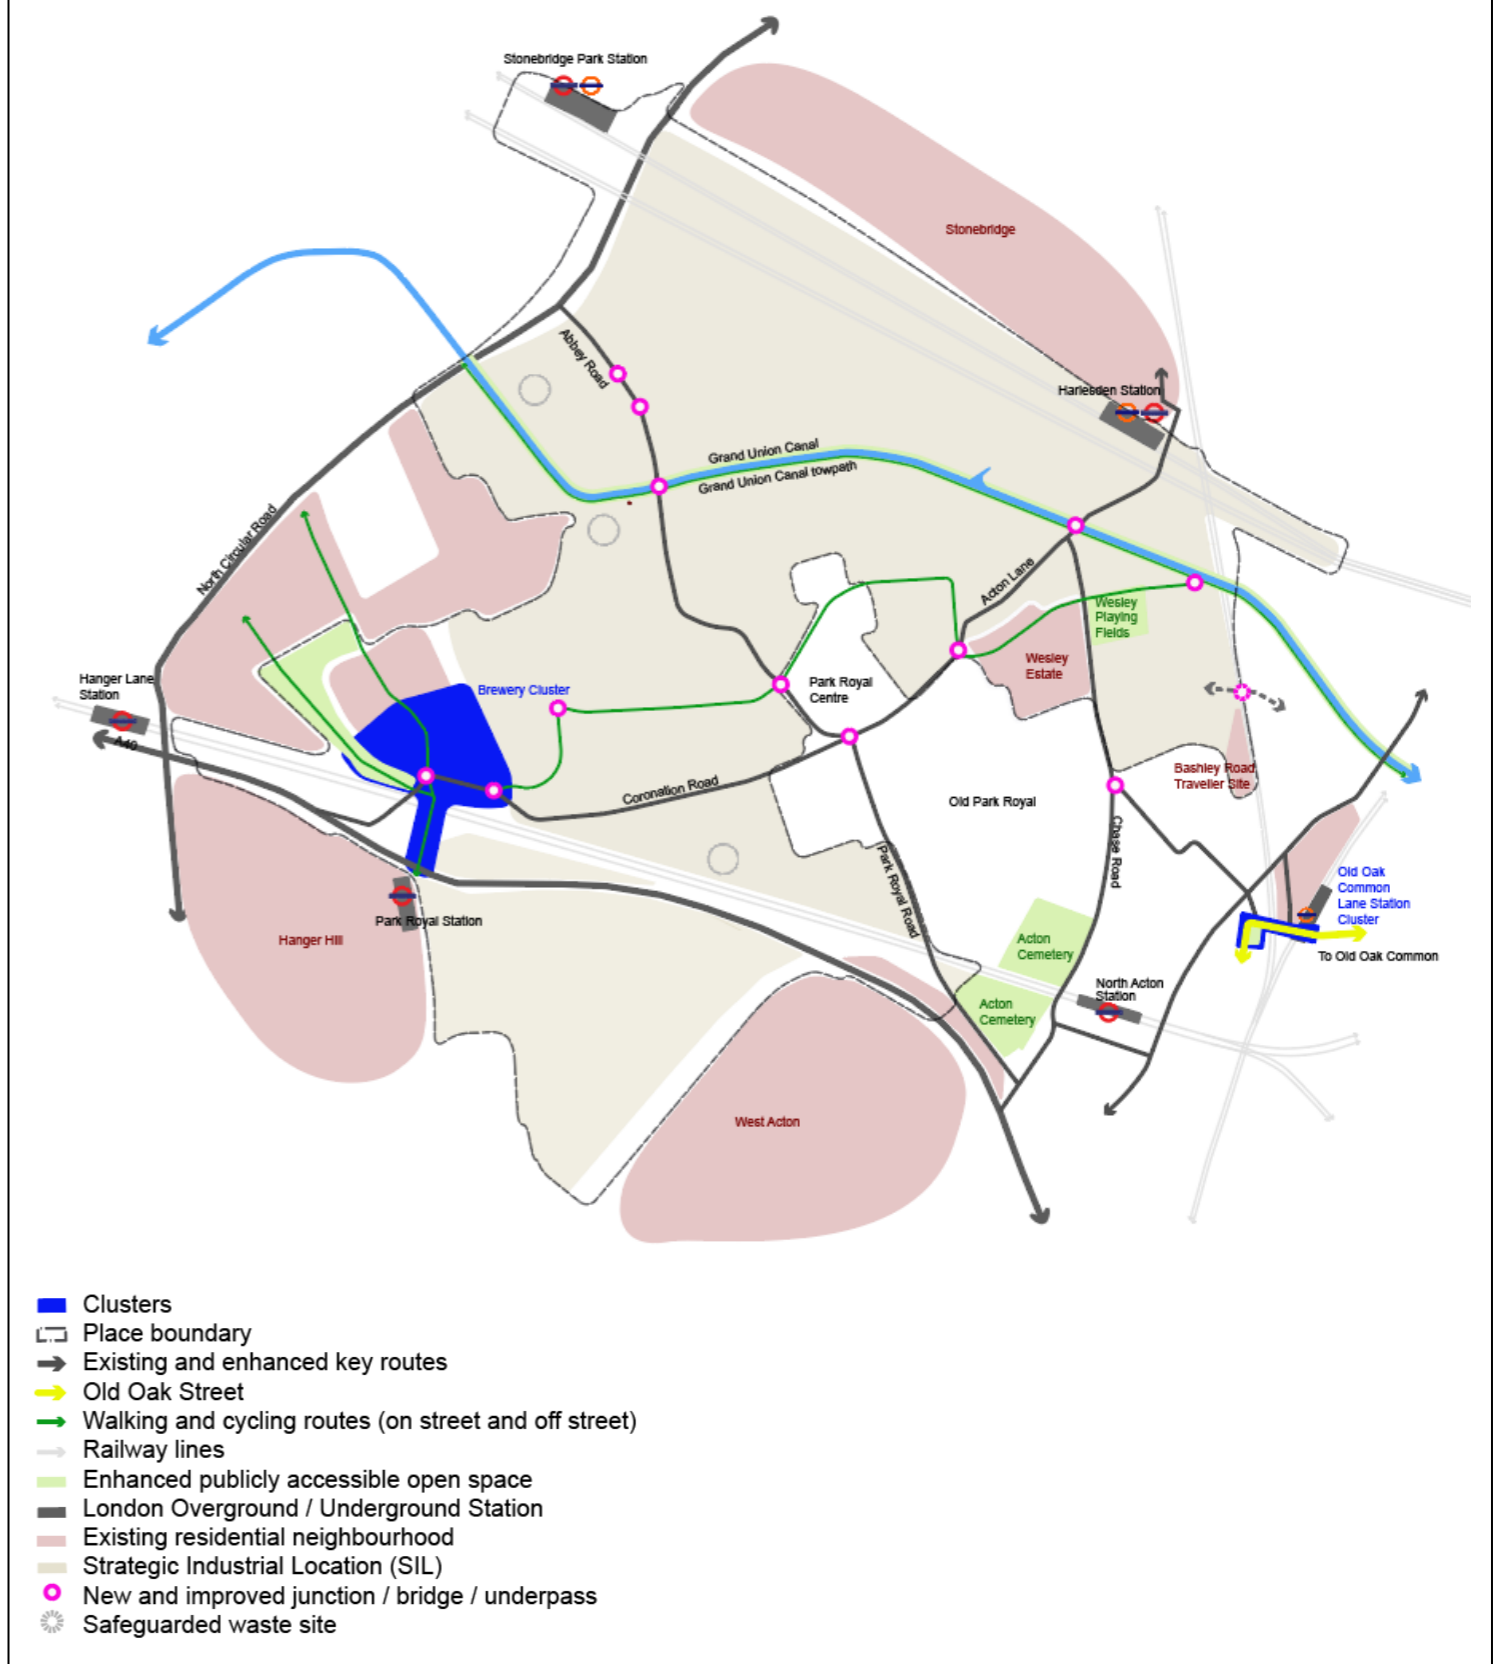 Stonebridge Park Station
Stonebridge
Abbey Road
Harlesden Station
Grand Union Canal
Grand Union Canal towpath
North Circular Road
Acton Lane
Wesley
Playing
Fields
Wesley
Estate
Hanger Lane
Station
A40
Brewery Cluster
Park Royal
Centre
Bashley Road
Traveller Site
Coronation Road
Old Park Royal
Chase Road
Park Royal Road
Old Oak
Common
Lane Station
Cluster
To Old Oak Common
Park Royal Station
Hanger Hill
Acton
Cemetery
Acton
Cemetery
North Acton
Station
West Acton
Clusters
Place boundary
Existing and enhanced key routes
Old Oak Street
Walking and cycling routes (on street and off street)
Railway lines
Enhanced publicly accessible open space
London Overground / Underground Station
Existing residential neighbourhood
Strategic Industrial Location (SIL)
New and improved junction / bridge / underpass
Safeguarded waste site